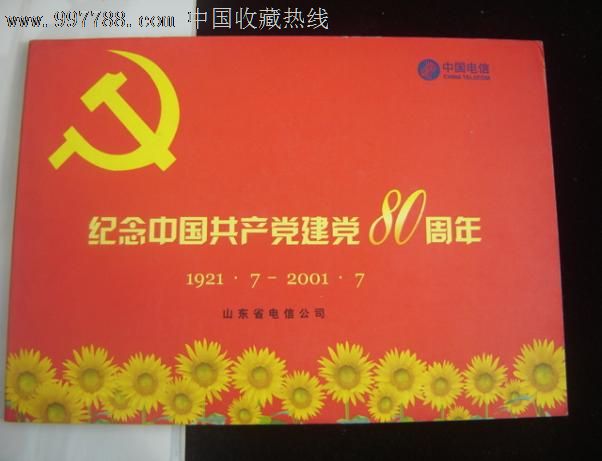 www.997788.com 中国收藏热线
中国电信
CHINA TELECOM
纪念中国共产党建党80周年
1921·7-2001·7
山东省电信公司